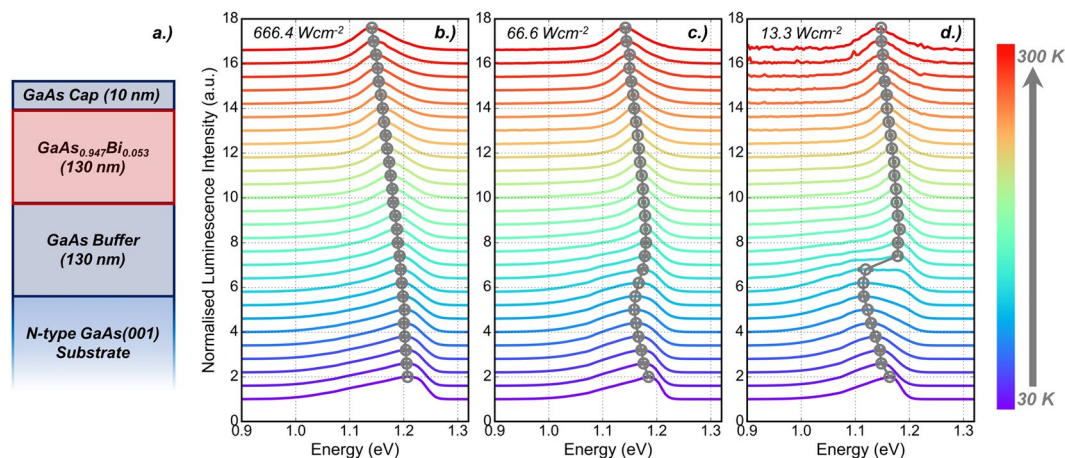 a.)
GaAs Cap (10 nm)
GaAs0.947Bi0.053
(130 nm)
GaAs Buffer
(130 nm)
N-type GaAs(001)
Substrate
Normalised Luminescence Intensity (a.u.)
18
16
14
12
10
8
6
4
2
0
666.4 Wcm-2
b.)
0.9 1.0 1.1 1.2 1.3
Energy (eV)
66.6 Wcm-2
c.)
0.9 1.0 1.1 1.2 1.3
Energy (eV)
13.3 Wcm-2
d.)
0.9 1.0 1.1 1.2 1.3
Energy (eV)
300 K
30 K